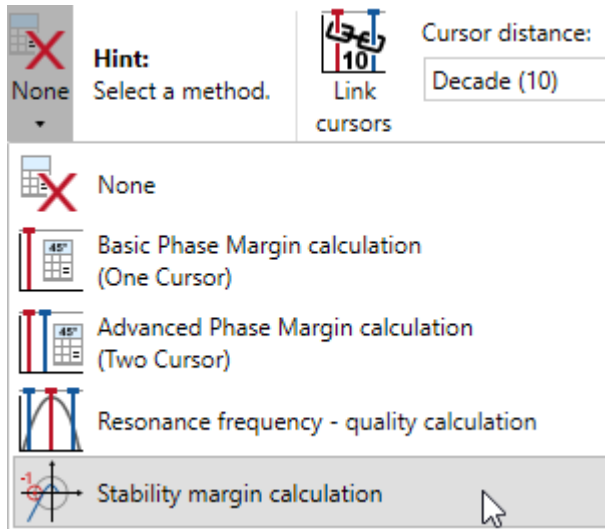 None
Hint:
Select a method.
10
Link
cursors
Cursor distance:
Decade (10)
None
45°
Basic Phase Margin calculation
(One Cursor)
45°
Advanced Phase Margin calculation
(Two Cursor)
Resonance frequency - quality calculation
-1
Stability margin calculation